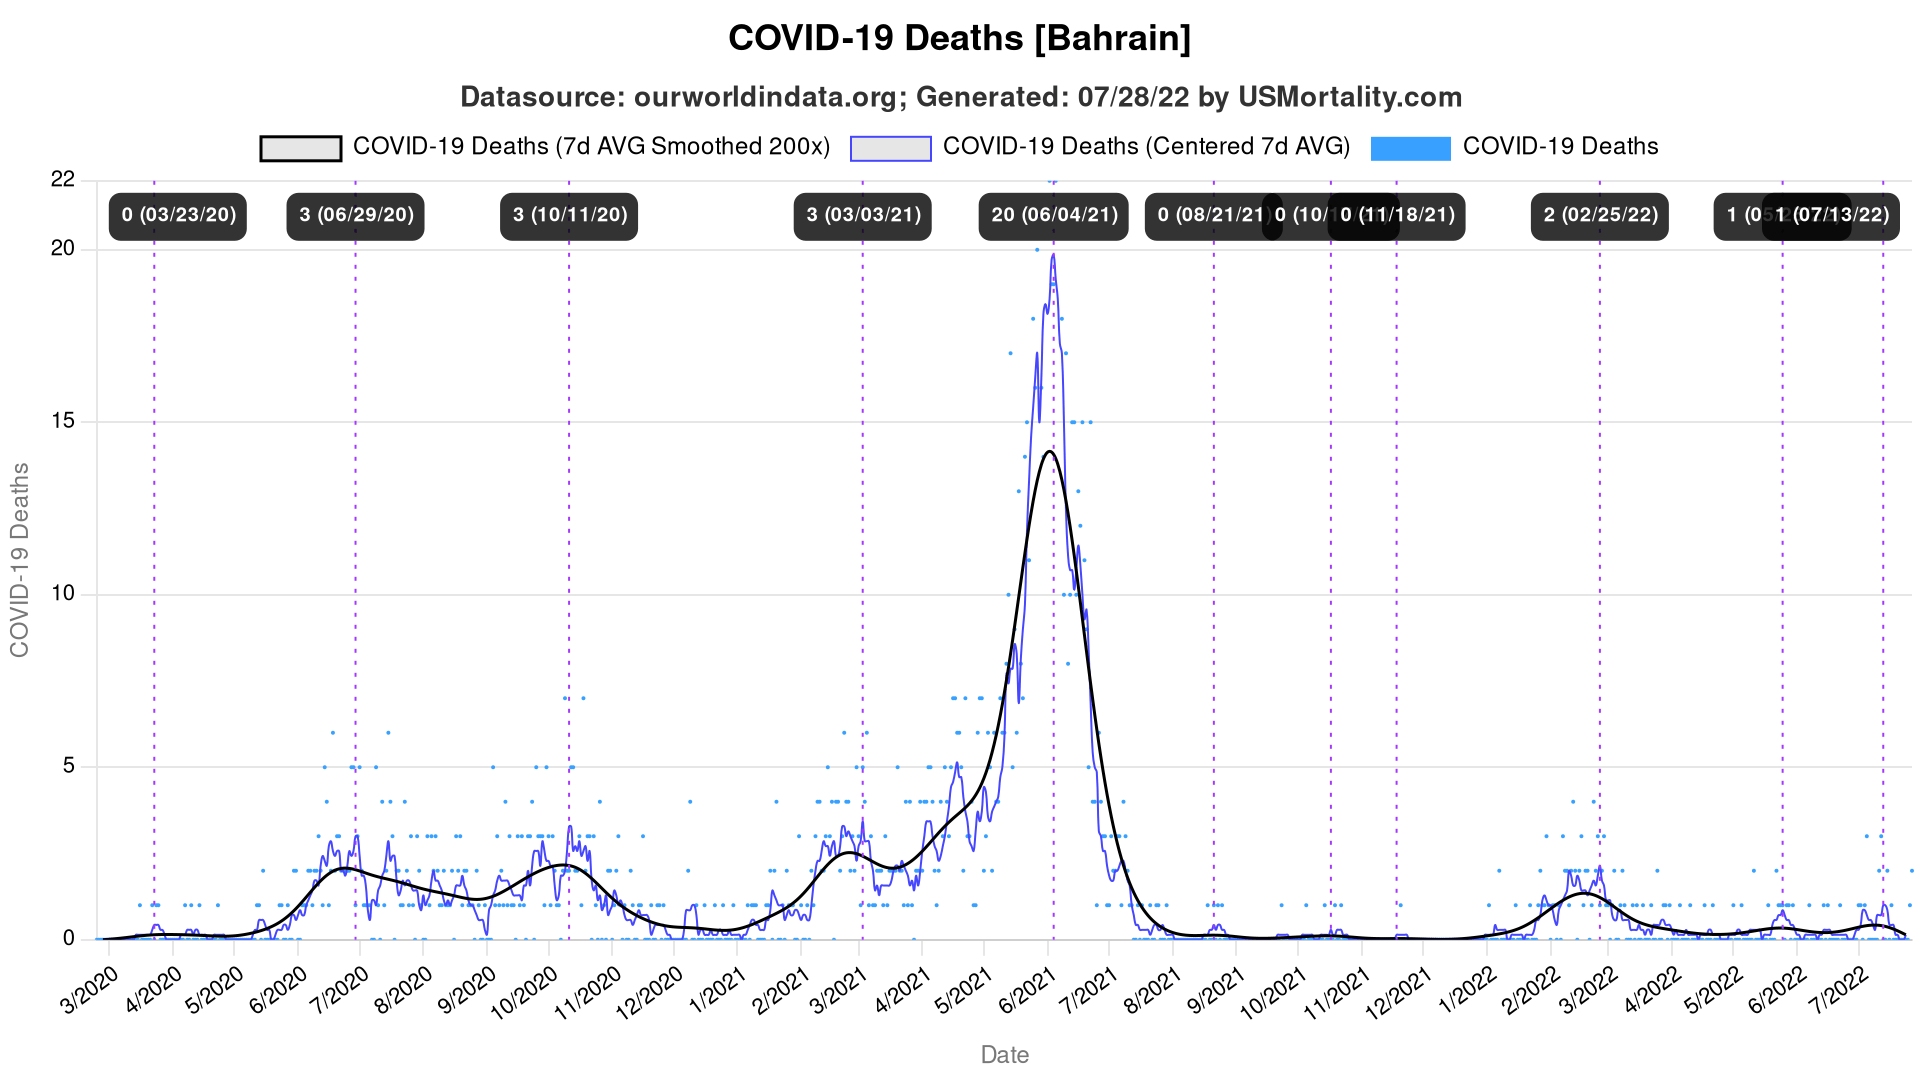 COVID-19 Deaths [Bahrain]
Datasource: ourworldindata.org; Generated: 07/28/22 by USMortality.com
COVID-19 Deaths (7d AVG Smoothed 200x) COVID-19 Deaths (Centered 7d AVG) COVID-19 Deaths
22
0 (03/23/20) 3 (06/29/20) 3 (10/11/20) 3 (03/03/21) 20 (06/04/21) 0 (08/21/21) 0 (11/18/21) 2 (02/25/22) 1 (07/13/22)
20
15
10
5
0
COVID-19 Deaths
3/2020 4/2020 5/2020 6/2020 7/2020 8/2020 9/2020 10/2020 11/2020 12/2020 1/2021 2/2021 3/2021 4/2021 5/2021 6/2021 7/2021 8/2021 9/2021 10/2021 11/2021 12/2021 1/2022 2/2022 3/2022 4/2022 5/2022 6/2022 7/2022
Date